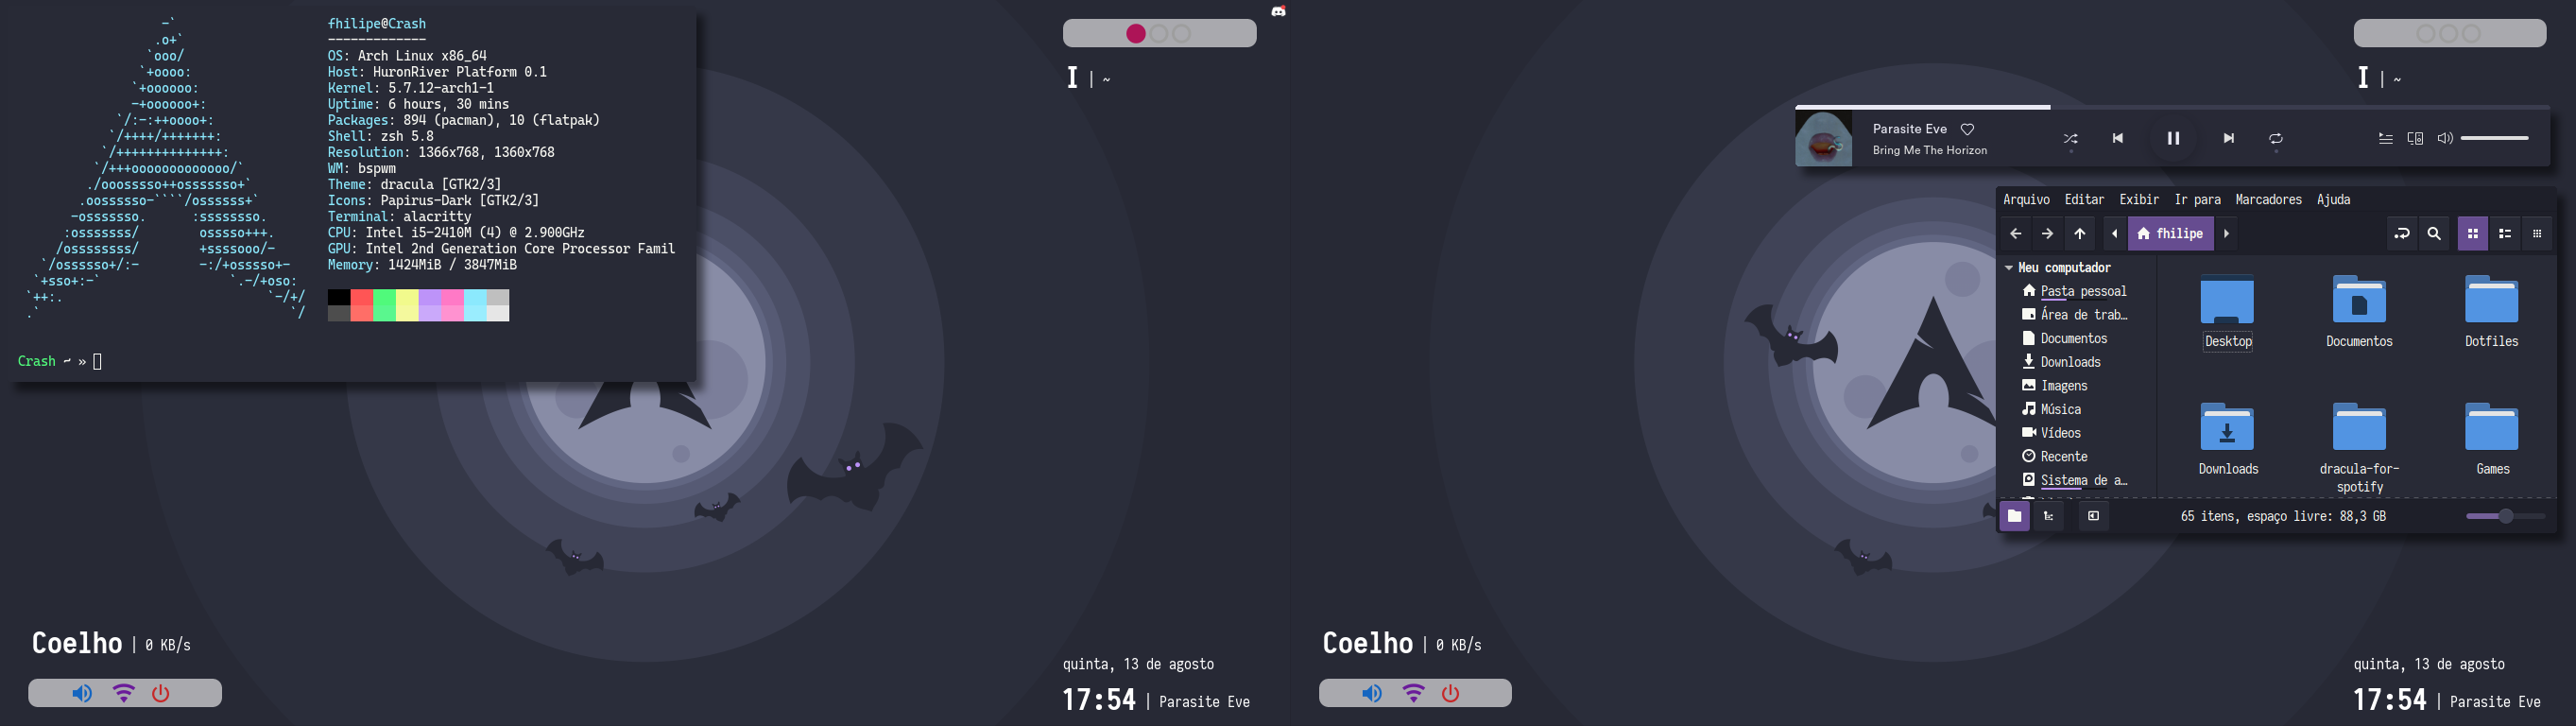 fhilipe@Crash
-------------
OS: Arch Linux x86_64
Host: HuronRiver Platform 0.1
Kernel: 5.7.12-arch1-1
Uptime: 6 hours, 30 mins
Packages: 894 (pacman), 10 (flatpak)
Shell: zsh 5.8
Resolution: 1366x768, 1360x768
WM: bspwm
Theme: dracula [GTK2/3]
Icons: Papirus-Dark [GTK2/3]
Terminal: alacritty
CPU: Intel i5-2410M (4) @ 2.900GHz
GPU: Intel 2nd Generation Core Processor Famil
Memory: 1424MiB / 3847MiB
Crash ~ »
I | ~
Coelho | 0 KB/s
quinta, 13 de agosto
17:54 | Parasite Eve
I | ~
Parasite Eve
Bring Me The Horizon
Arquivo Editar Exibir Ir para Marcadores Ajuda
fhilipe
Meu computador
Pasta pessoal
Área de trab…
Documentos
Downloads
Imagens
Música
Vídeos
Recente
Sistema de a…
Desktop
Documentos
Dotfiles
Downloads
dracula-for-
spotify
Games
65 itens, espaço livre: 88,3 GB
Coelho | 0 KB/s
quinta, 13 de agosto
17:54 | Parasite Eve